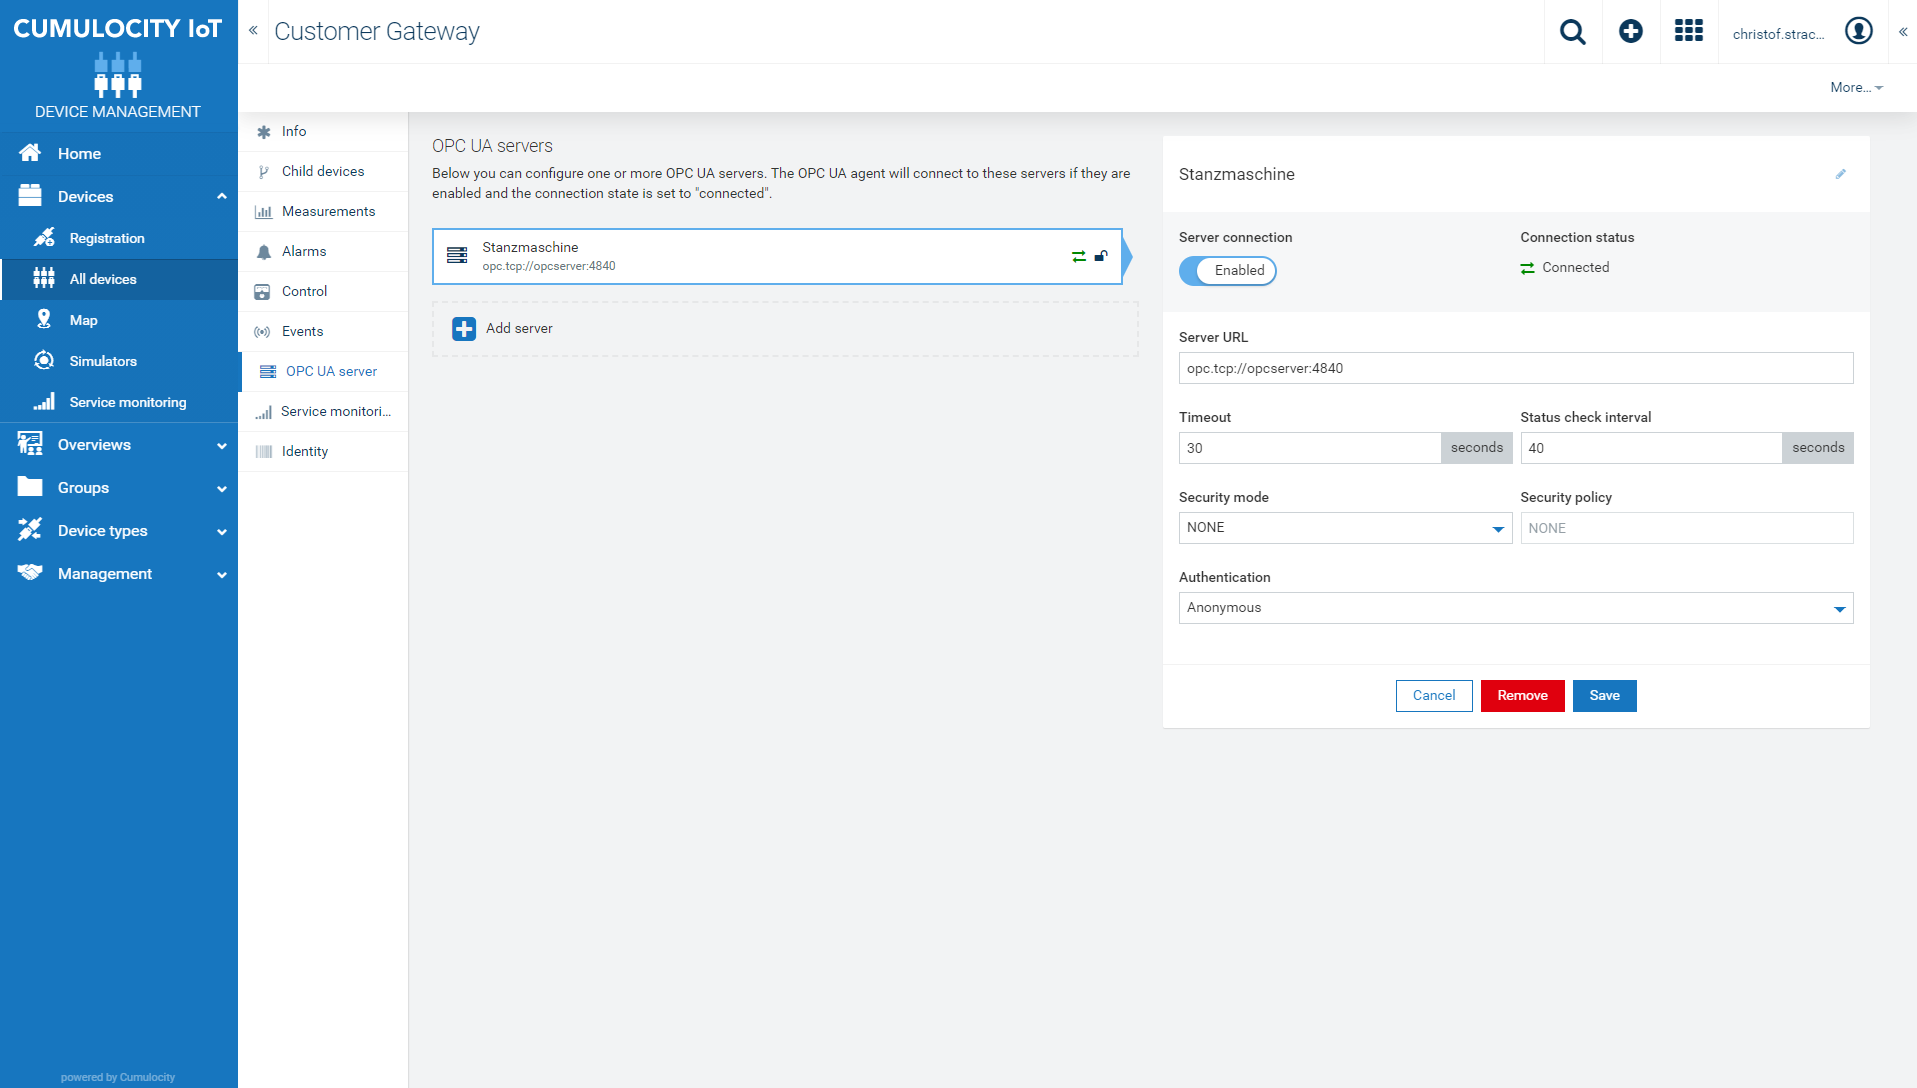 CUMULOCITY IoT
DEVICE MANAGEMENT
Home
Devices
Registration
All devices
Map
Simulators
Service monitoring
Overviews
Groups
Device types
Management
powered by Cumulocity
«
Customer Gateway
christof.strac...
«
More...
Info
Child devices
Measurements
Alarms
Control
Events
OPC UA server
Service monitori...
Identity
OPC UA servers
Below you can configure one or more OPC UA servers. The OPC UA agent will connect to these servers if they are
enabled and the connection state is set to "connected".
Stanzmaschine
opc.tcp://opcserver:4840
Add server
Stanzmaschine
Server connection
Connection status
Enabled
Connected
Server URL
opc.tcp://opcserver:4840
Timeout
Status check interval
30 seconds
40 seconds
Security mode
Security policy
NONE
NONE
Authentication
Anonymous
Cancel
Remove
Save